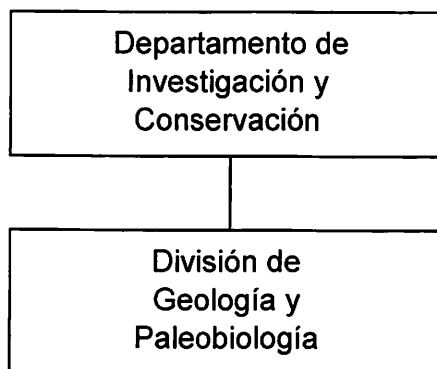 Departamento de
Investigación y
Conservación
División de
Geología y
Paleobiología